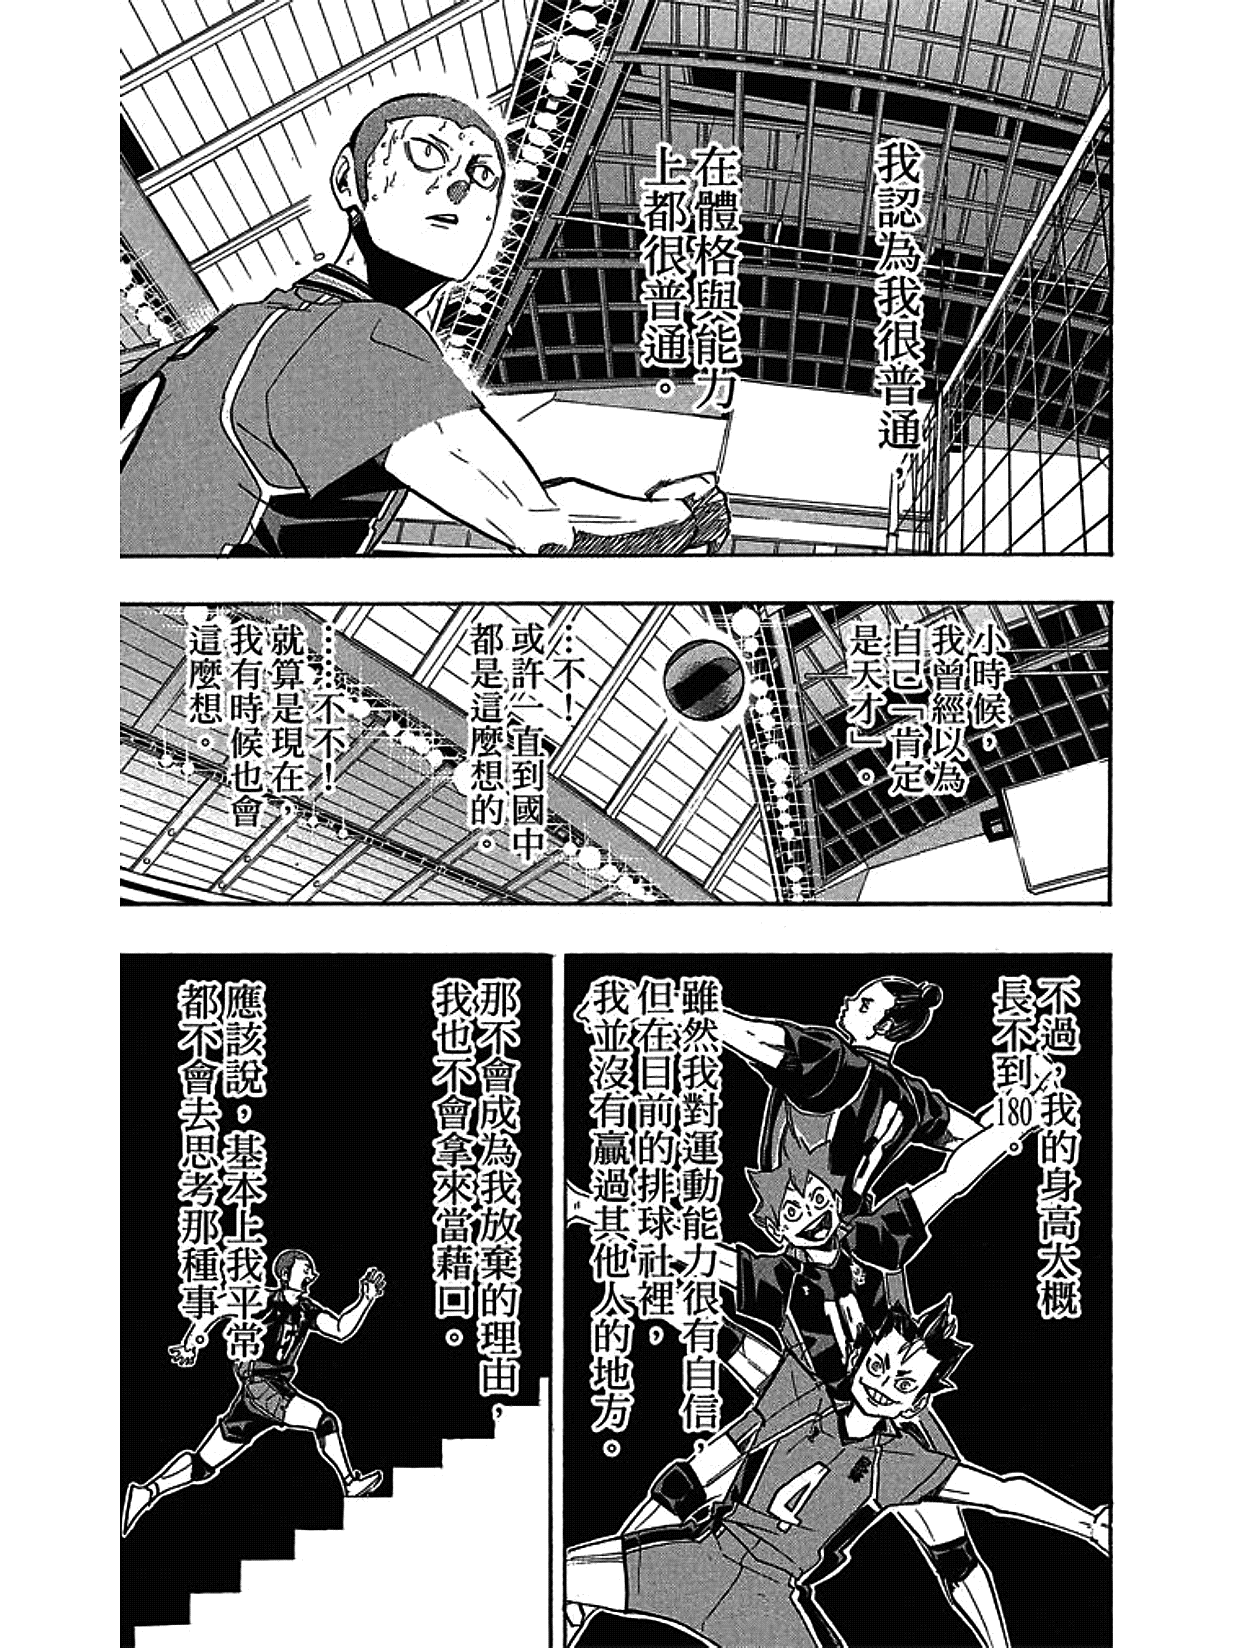 我認為我很普通，
在體格與能力
上都很普通。
小時候，
我曾經以為
自己「肯定
是天才」。
…不！
或許一直到國中
都是這麼想的。
……不不！
就算是現在，
我有時候也會
這麼想。
不過，我的身高大概
長不到180。
雖然我對運動能力很有自信，
但在目前的排球社裡，
我並沒有贏過其他人的地方。
那不會成為我放棄的理由，
我也不會拿來當藉口。
應該說，基本上我平常
都不會去思考那種事。
4